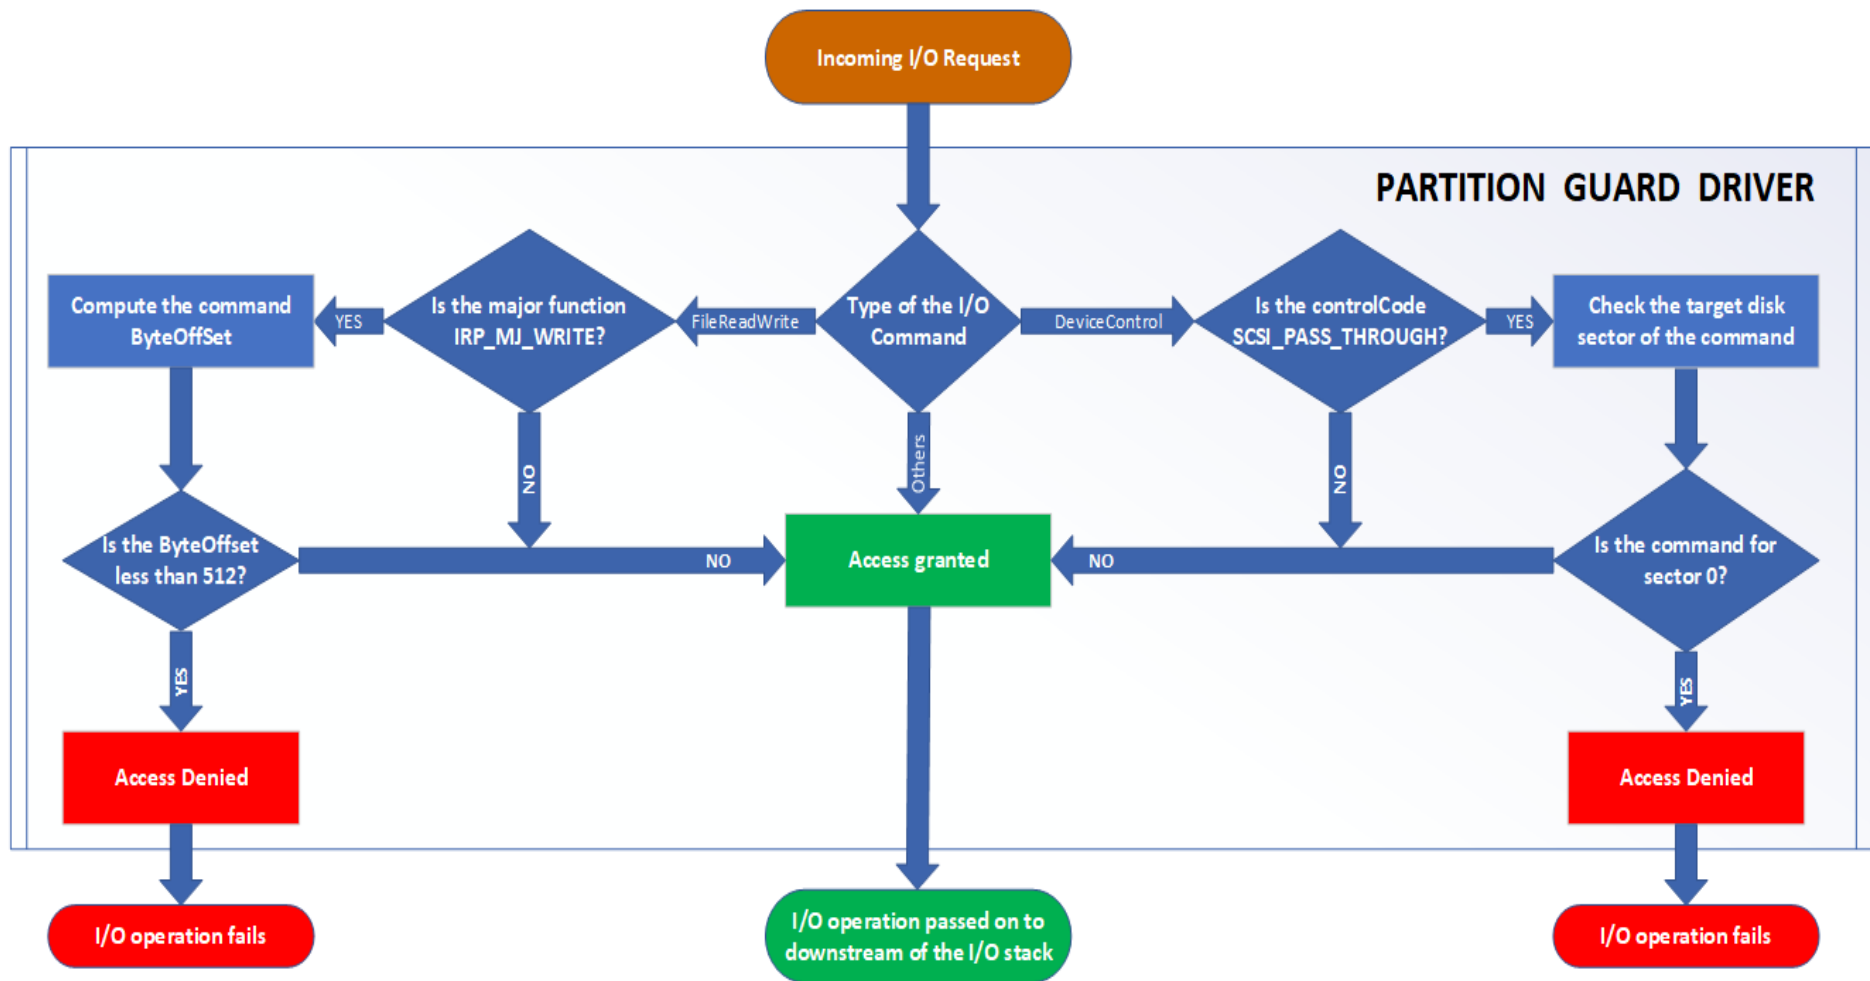 Incoming I/O Request
PARTITION GUARD DRIVER
Compute the command
ByteOffSet
YES
Is the major function
IRP_MJ_WRITE?
FileReadWrite
Type of the I/O
Command
DeviceControl
Is the controlCode
SCSI_PASS_THROUGH?
YES
Check the target disk
sector of the command
NO
Others
NO
Is the ByteOffset
less than 512?
NO
Access granted
NO
Is the command for
sector 0?
YES
YES
Access Denied
Access Denied
I/O operation fails
I/O operation passed on to
downstream of the I/O stack
I/O operation fails